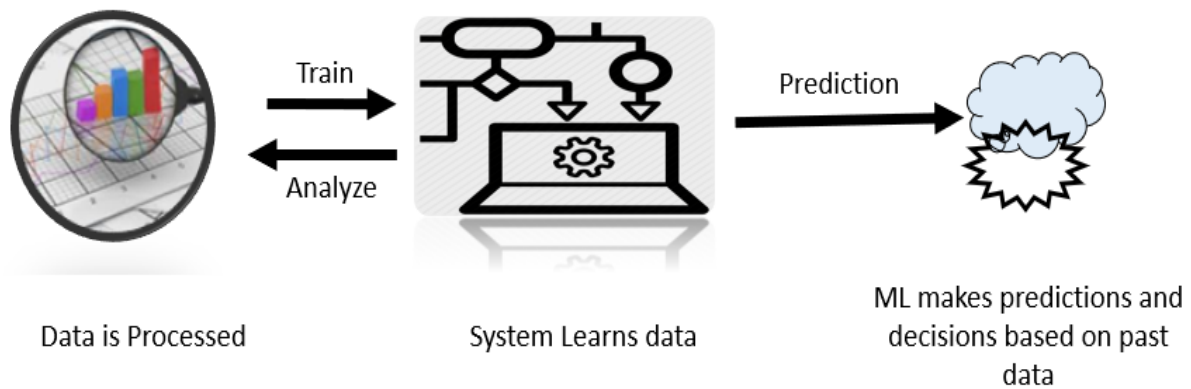 Train
Analyze
Prediction
Data is Processed
System Learns data
ML makes predictions and
decisions based on past
data